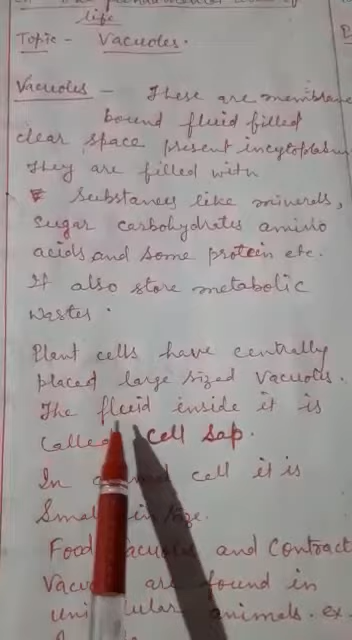 life
Topic - Vacuoles.
Vacuoles - These are membrane
bound fluid filled
clear space present in cytoplasm
They are filled with
substances like minerals,
sugar carbohydrates amino
acids and some protein etc.
It also store metabolic
wastes.
Plant cells have centrally
placed large sized vacuoles.
The fluid inside it is
called cell sap.
In cell it is
Small in size.
Food and Contract
are found in
animals. ex.